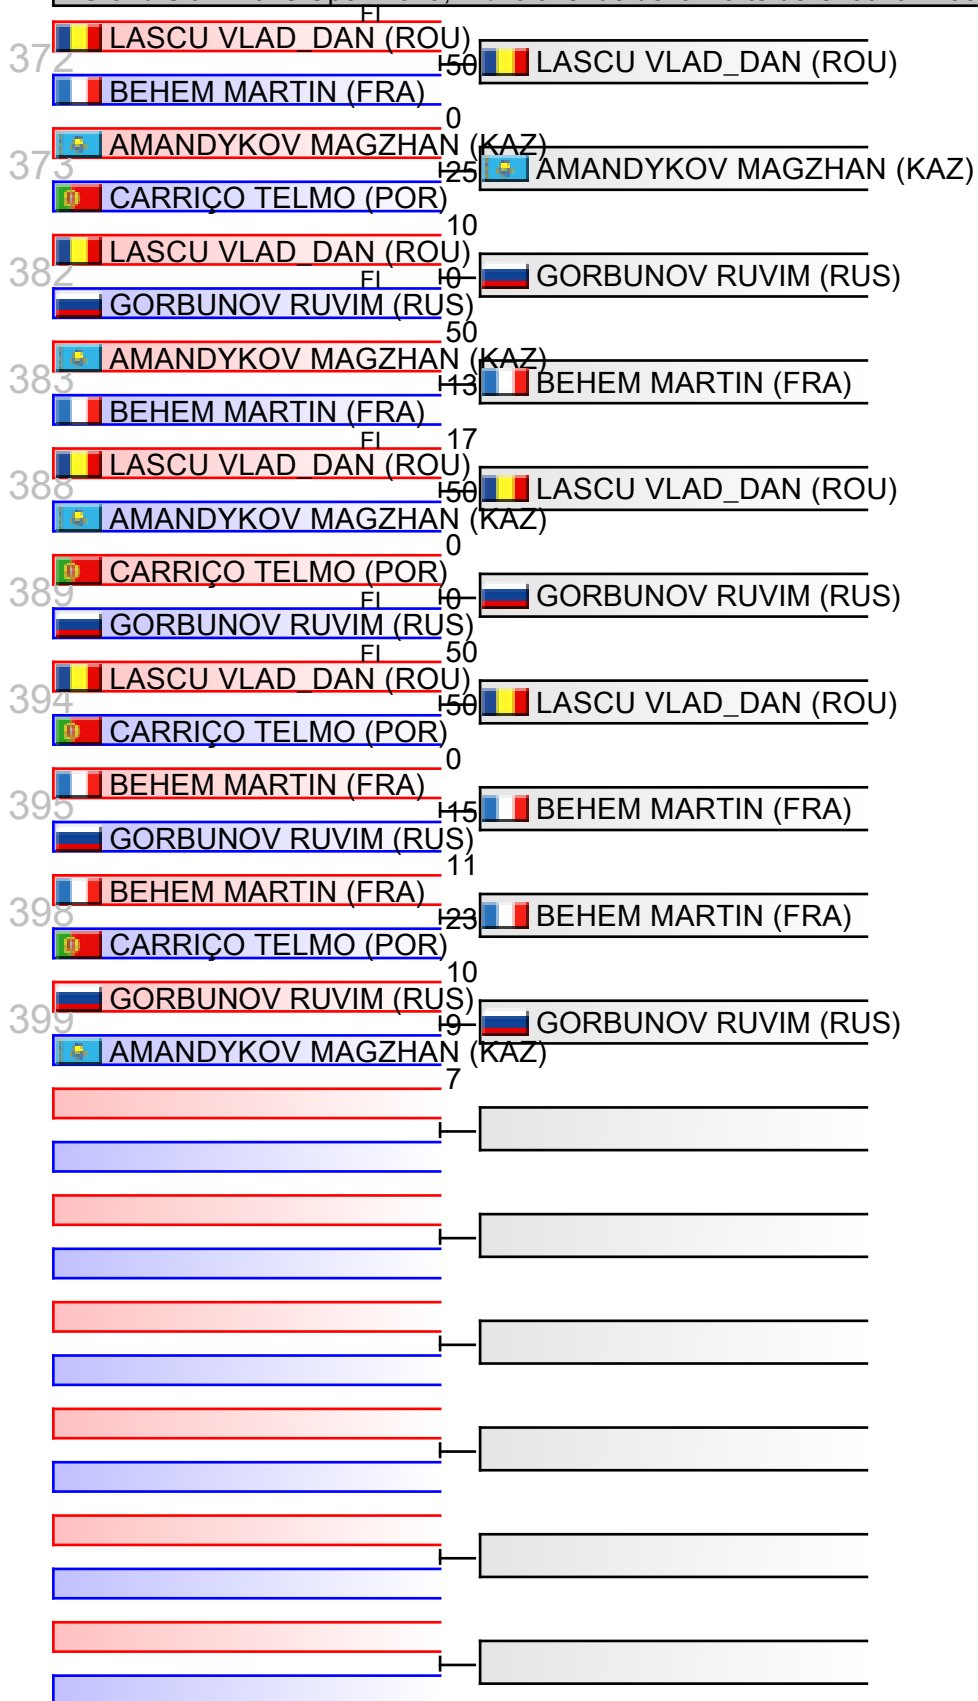 FI
372
LASCU VLAD_DAN (ROU)
50
LASCU VLAD_DAN (ROU)
BEHEM MARTIN (FRA)
0
373
AMANDYKOV MAGZHAN (KAZ)
25
AMANDYKOV MAGZHAN (KAZ)
CARRIÇO TELMO (POR)
10
382
LASCU VLAD_DAN (ROU)
FI
0
GORBUNOV RUVIM (RUS)
GORBUNOV RUVIM (RUS)
50
383
AMANDYKOV MAGZHAN (KAZ)
13
BEHEM MARTIN (FRA)
BEHEM MARTIN (FRA)
17
FI
388
LASCU VLAD_DAN (ROU)
50
LASCU VLAD_DAN (ROU)
AMANDYKOV MAGZHAN (KAZ)
0
389
CARRIÇO TELMO (POR)
FI
0
GORBUNOV RUVIM (RUS)
GORBUNOV RUVIM (RUS)
50
FI
394
LASCU VLAD_DAN (ROU)
50
LASCU VLAD_DAN (ROU)
CARRIÇO TELMO (POR)
0
395
BEHEM MARTIN (FRA)
15
BEHEM MARTIN (FRA)
GORBUNOV RUVIM (RUS)
11
398
BEHEM MARTIN (FRA)
23
BEHEM MARTIN (FRA)
CARRIÇO TELMO (POR)
10
399
GORBUNOV RUVIM (RUS)
9
GORBUNOV RUVIM (RUS)
AMANDYKOV MAGZHAN (KAZ)
7